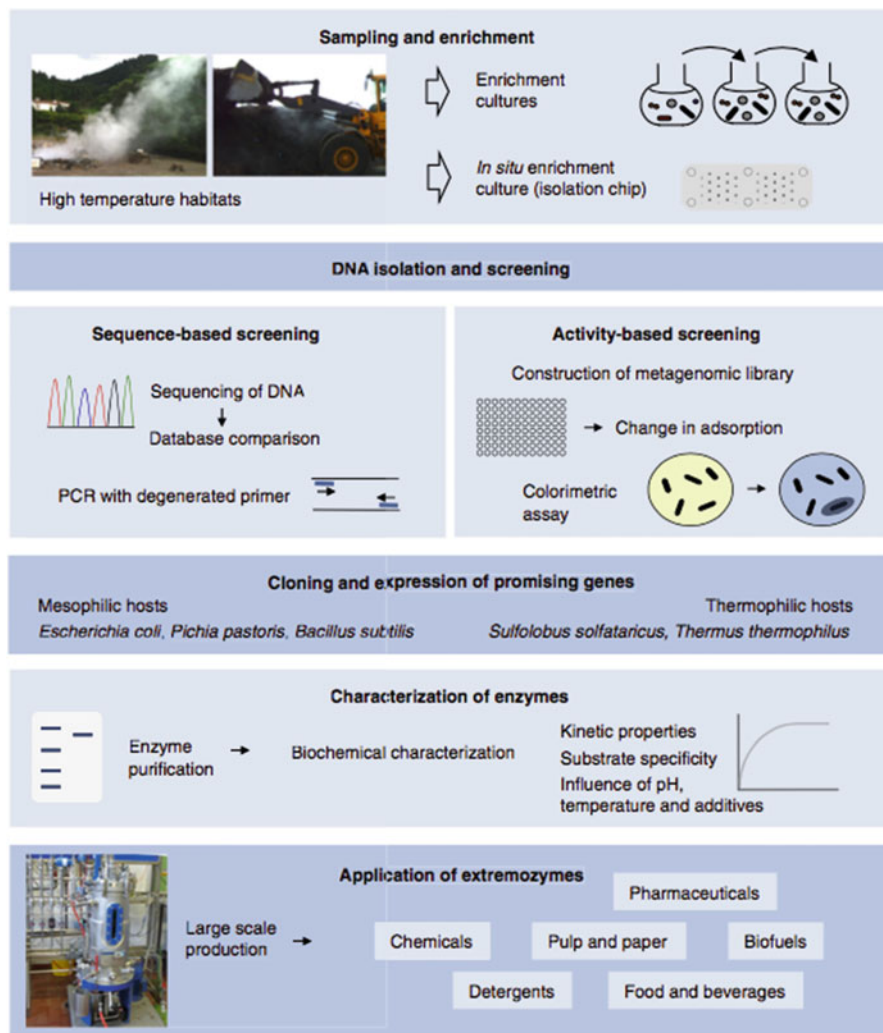 Sampling and enrichment
Enrichment
cultures
In situ enrichment
culture (isolation chip)
High temperature habitats
DNA isolation and screening
Sequence-based screening
Sequencing of DNA
Database comparison
PCR with degenerated primer
Activity-based screening
Construction of metagenomic library
Change in adsorption
Colorimetric
assay
Cloning and expression of promising genes
Mesophilic hosts
Escherichia coli, Pichia pastoris, Bacillus subtilis
Thermophilic hosts
Sulfolobus solfataricus, Thermus thermophilus
Characterization of enzymes
Enzyme
purification
Biochemical characterization
Kinetic properties
Substrate specificity
Influence of pH,
temperature and additives
Application of extremozymes
Large scale
production
Pharmaceuticals
Chemicals
Pulp and paper
Biofuels
Detergents
Food and beverages